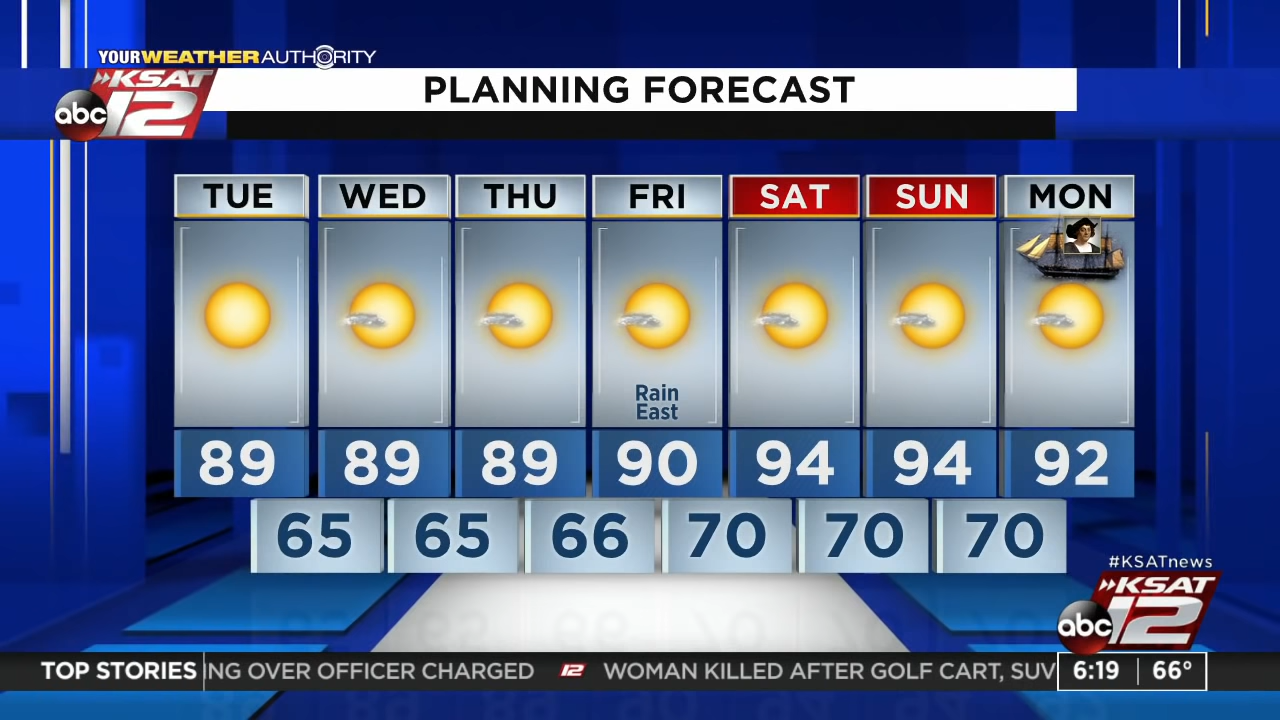 YOURWEATHERAUTHORITY
KSAT
abc 12
PLANNING FORECAST
TUE WED THU FRI SAT SUN MON
Rain
East
89 89 89 90 94 94 92
65 65 66 70 70 70
#KSATnews
KSAT
abc 12
TOP STORIES ING OVER OFFICER CHARGED 12 WOMAN KILLED AFTER GOLF CART, SUV 6:19 66°